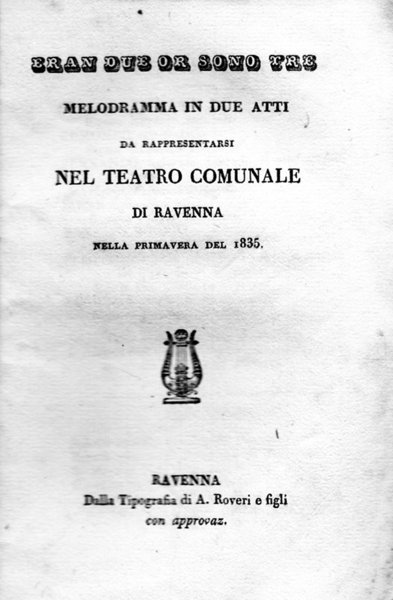 ERAN DUE OR SONO TRE
MELODRAMMA IN DUE ATTI
DA RAPPRESENTARSI
NEL TEATRO COMUNALE
DI RAVENNA
NELLA PRIMAVERA DEL 1835.
RAVENNA
Dalla Tipografia di A. Roveri e figli
con approvaz.